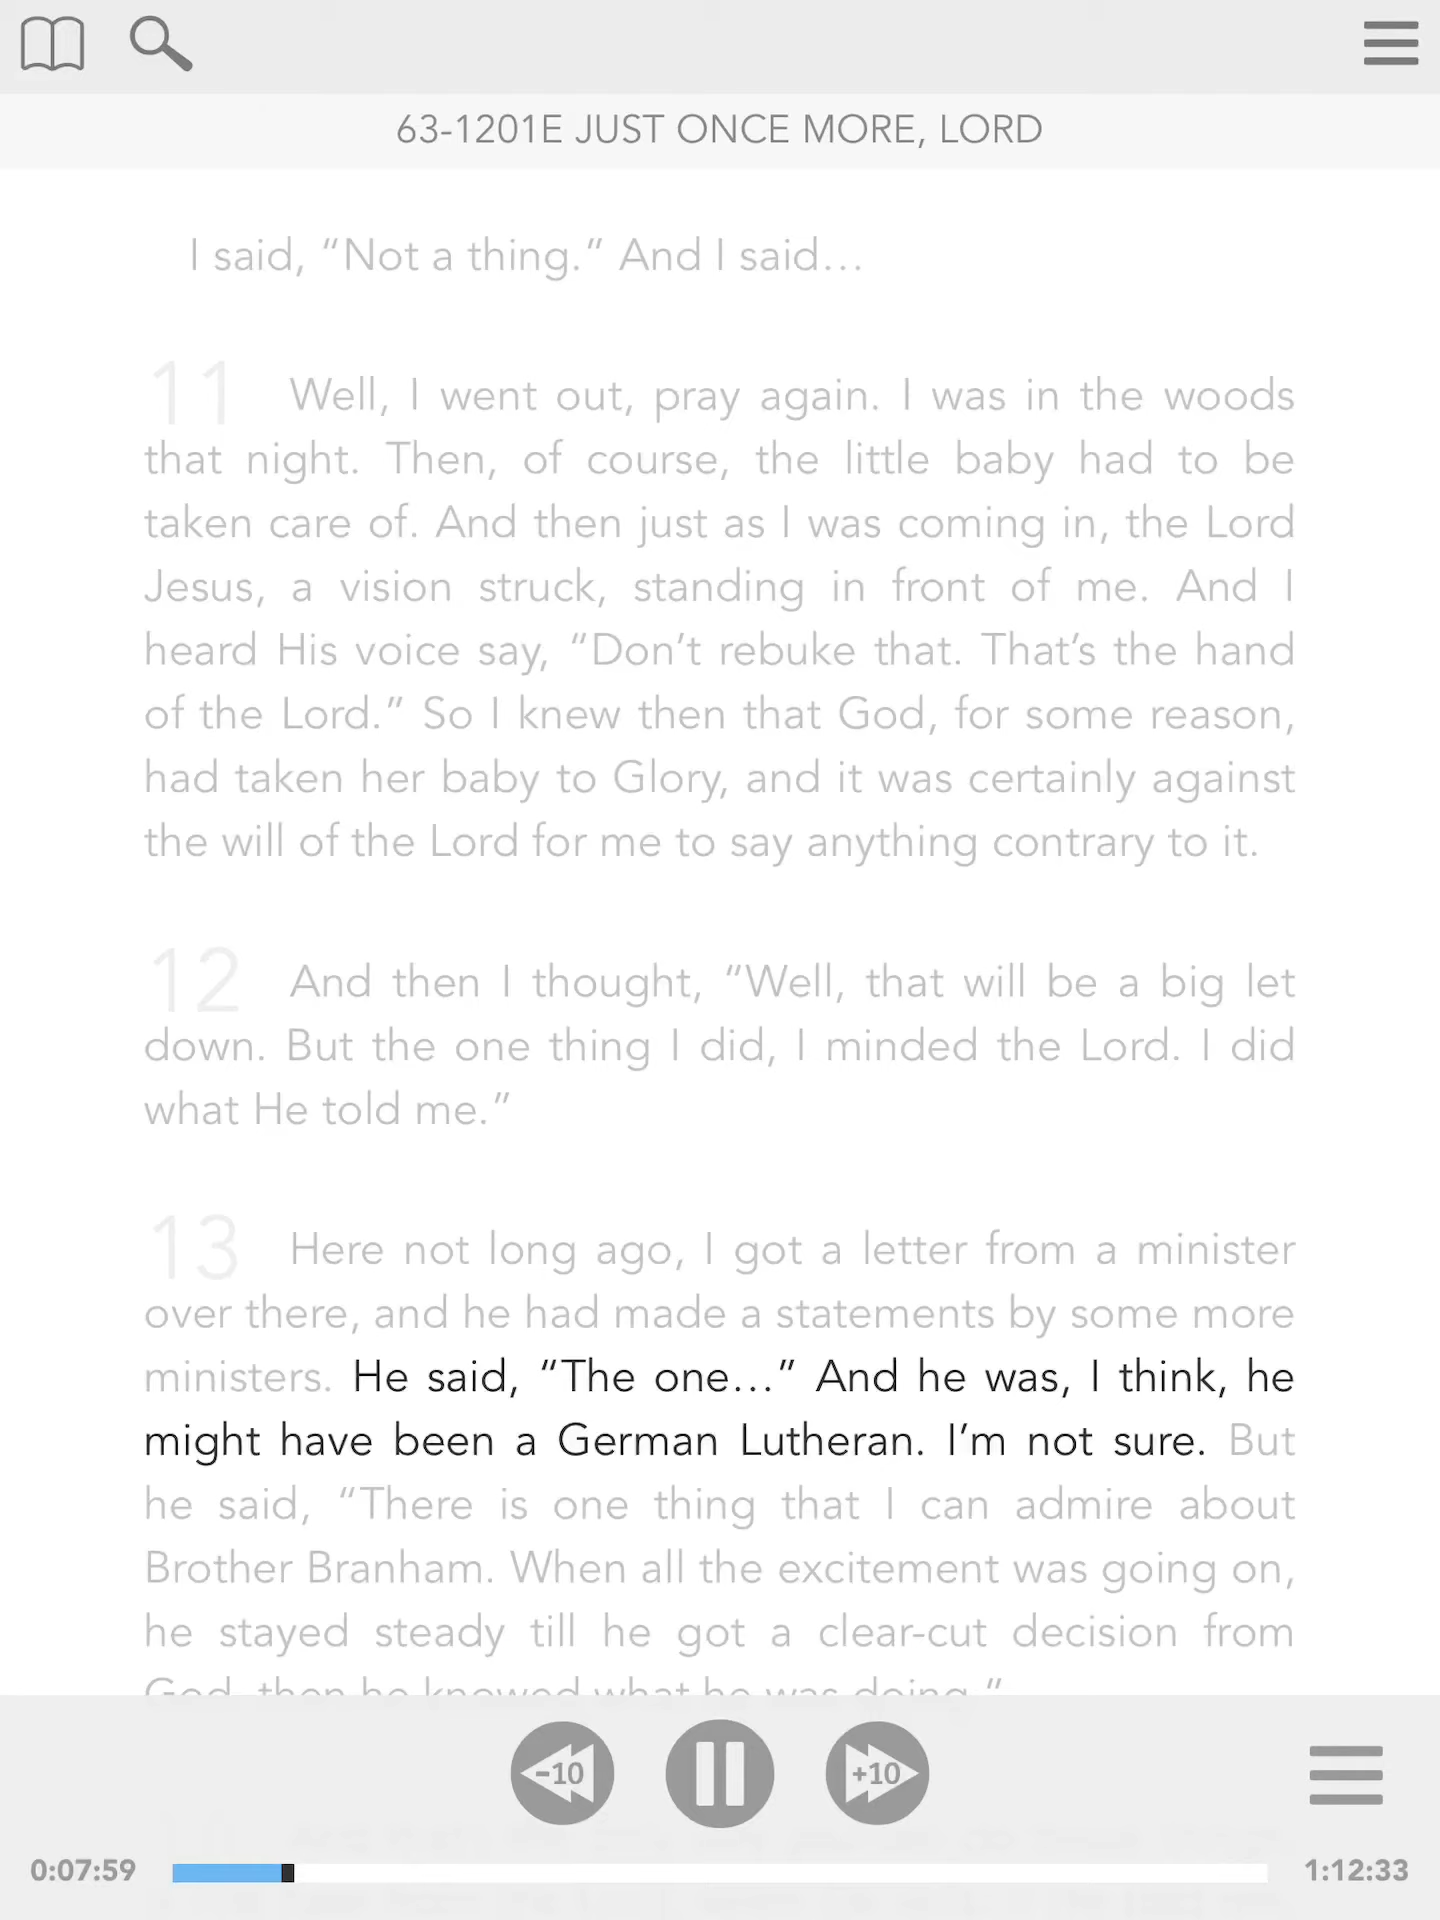 63-1201E JUST ONCE MORE, LORD
I said, “Not a thing.” And I said…
11 Well, I went out, pray again. I was in the woods
that night. Then, of course, the little baby had to be
taken care of. And then just as I was coming in, the Lord
Jesus, a vision struck, standing in front of me. And I
heard His voice say, “Don’t rebuke that. That’s the hand
of the Lord.” So I knew then that God, for some reason,
had taken her baby to Glory, and it was certainly against
the will of the Lord for me to say anything contrary to it.
12 And then I thought, “Well, that will be a big let
down. But the one thing I did, I minded the Lord. I did
what He told me.”
13 Here not long ago, I got a letter from a minister
over there, and he had made a statements by some more
ministers. He said, “The one…” And he was, I think, he
might have been a German Lutheran. I’m not sure. But
he said, “There is one thing that I can admire about
Brother Branham. When all the excitement was going on,
he stayed steady till he got a clear-cut decision from
God, then he knowed what he was doing.”
-10 +10
0:07:59 1:12:33